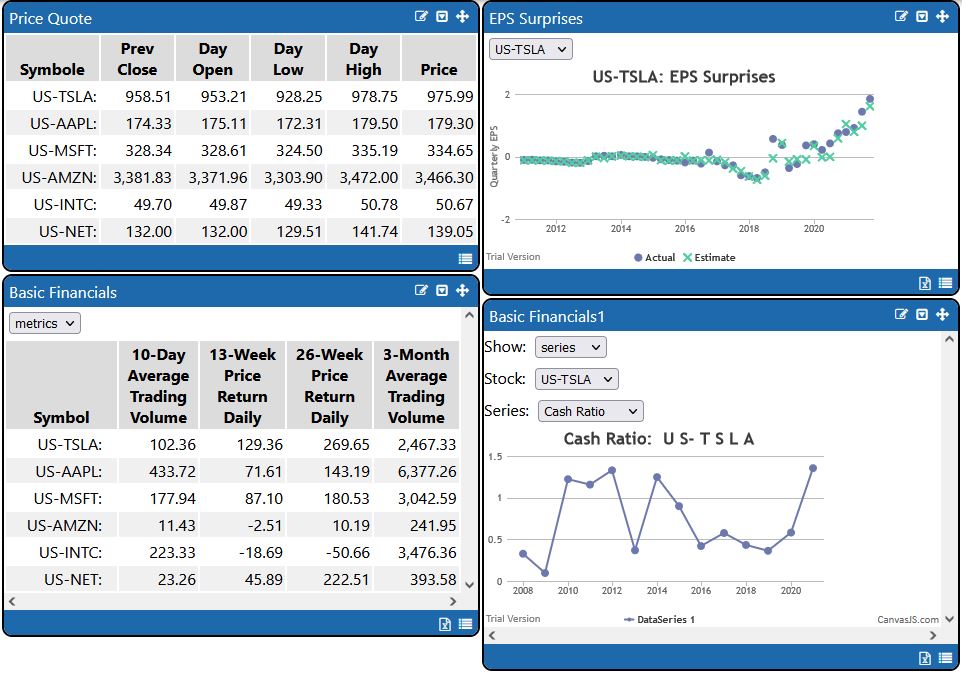 Price Quote
Symbole Prev Close Day Open Day Low Day High Price
US-TSLA: 958.51 953.21 928.25 978.75 975.99
US-AAPL: 174.33 175.11 172.31 179.50 179.30
US-MSFT: 328.34 328.61 324.50 335.19 334.65
US-AMZN: 3,381.83 3,371.96 3,303.90 3,472.00 3,466.30
US-INTC: 49.70 49.87 49.33 50.78 50.67
US-NET: 132.00 132.00 129.51 141.74 139.05
Basic Financials
metrics
Symbol 10-Day Average Trading Volume 13-Week Price Return Daily 26-Week Price Return Daily 3-Month Average Trading Volume
US-TSLA: 102.36 129.36 269.65 2,467.33
US-AAPL: 433.72 71.61 143.19 6,377.26
US-MSFT: 177.94 87.10 180.53 3,042.59
US-AMZN: 11.43 -2.51 10.19 241.95
US-INTC: 223.33 -18.69 -50.66 3,476.36
US-NET: 23.26 45.89 222.51 393.58
EPS Surprises
US-TSLA
US-TSLA: EPS Surprises
Quarterly EPS
2
0
-2
2012 2014 2016 2018 2020
Trial Version
Actual Estimate
Basic Financials1
Show: series
Stock: US-TSLA
Series: Cash Ratio
Cash Ratio: U S- T S L A
1.5
1
0.5
0
2008 2010 2012 2014 2016 2018 2020
Trial Version DataSeries 1 CanvasJS.com